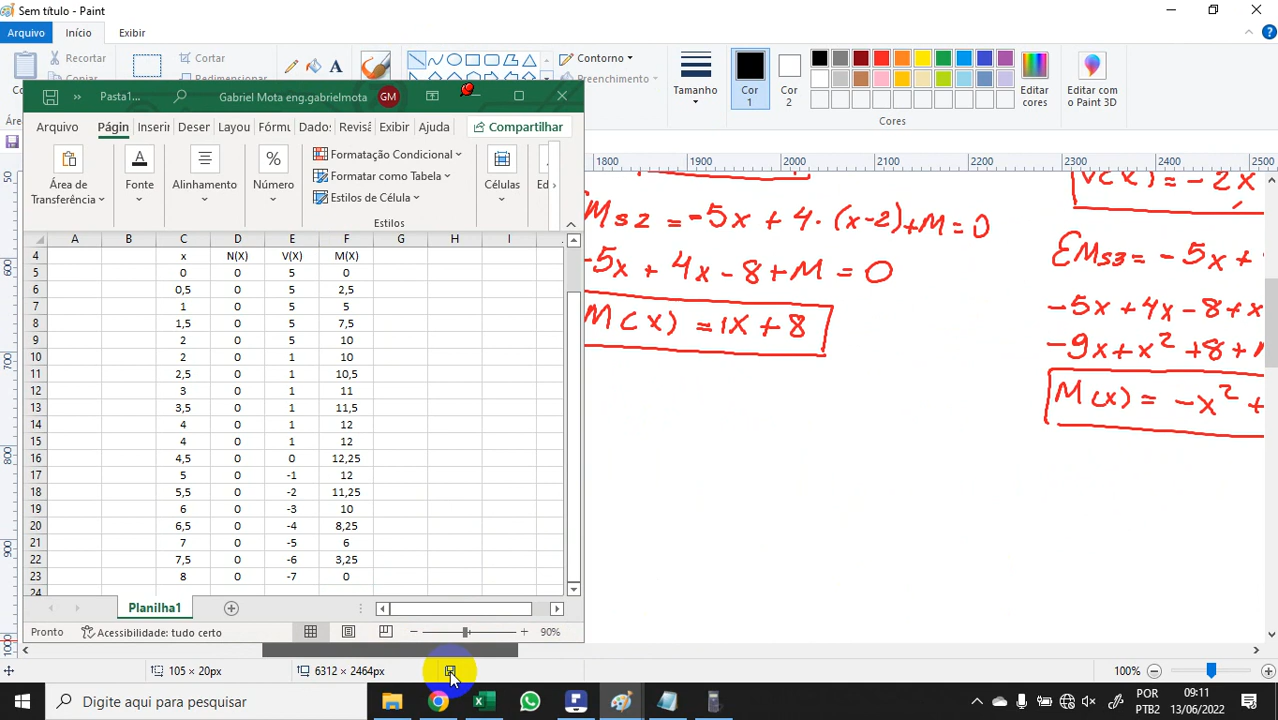 Sem título - Paint
Arquivo Início Exibir
Recortar
Copiar
Cortar
Redimensionar
Contorno
Preenchimento
Tamanho
Cor 1
Cor 2
Editar cores
Editar com o Paint 3D
Cores
Pasta1...
Gabriel Mota eng.gabrielmota GM
Arquivo Págin Inseri Deser Layou Fórmu Dados Revisã Exibir Ajuda Compartilhar
Área de Transferência
Fonte
Alinhamento
Número
Formatação Condicional
Formatar como Tabela
Estilos de Célula
Estilos
Células
Ed
1800 1900 2000 2100 2200 2300 2400 2500
A B C D E F G H I
4 x N(X) V(X) M(X)
5 0 0 5 0
6 0,5 0 5 2,5
7 1 0 5 5
8 1,5 0 5 7,5
9 2 0 5 10
10 2 0 1 10
11 2,5 0 1 10,5
12 3 0 1 11
13 3,5 0 1 11,5
14 4 0 1 12
15 4 0 1 12
16 4,5 0 0 12,25
17 5 0 -1 12
18 5,5 0 -2 11,25
19 6 0 -3 10
20 6,5 0 -4 8,25
21 7 0 -5 6
22 7,5 0 -6 3,25
23 8 0 -7 0
24
Planilha1
Pronto Acessibilidade: tudo certo 90%
MS2 = -5x + 4.(x-2)+M=0
-5x + 4x - 8 + M = 0
M(x) = 1X + 8
V(x) = - 2x
EMS3 = - 5x +
-5x+4x-8+x
-9x+x² +8+M
M(x) = -x² +
105 × 20px 6312 × 2464px 100%
Digite aqui para pesquisar
POR
PTB2
09:11
13/06/2022